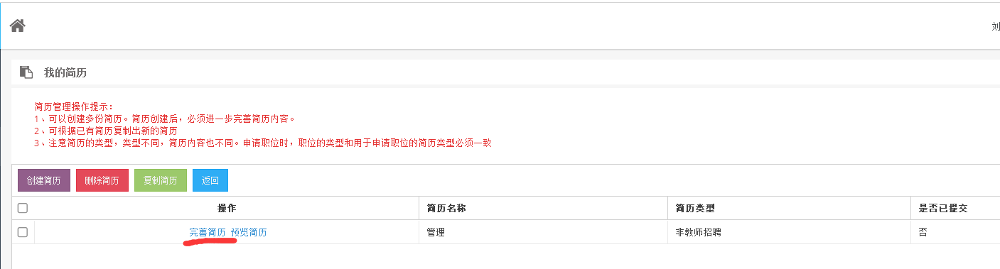 刘
我的简历
简历管理操作提示：
1、可以创建多份简历。简历创建后，必须进一步完善简历内容。
2、可根据已有简历复制出新的简历
3、注意简历的类型，类型不同，简历内容也不同。申请职位时，职位的类型和用于申请职位的简历类型必须一致
创建简历 删除简历 复制简历 返回
操作 简历名称 简历类型 是否已提交
完善简历 预览简历 管理 非教师招聘 否